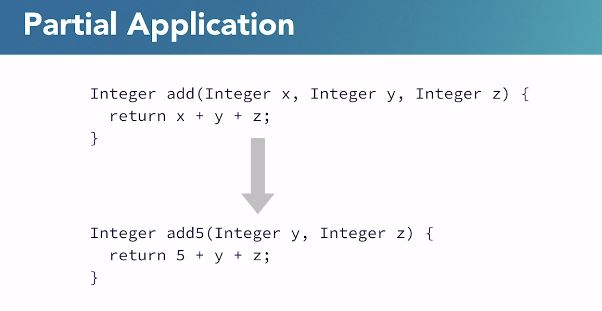 Partial Application
Integer add(Integer x, Integer y, Integer z) {
return x + y + z;
}
Integer add5(Integer y, Integer z) {
return 5 + y + z;
}